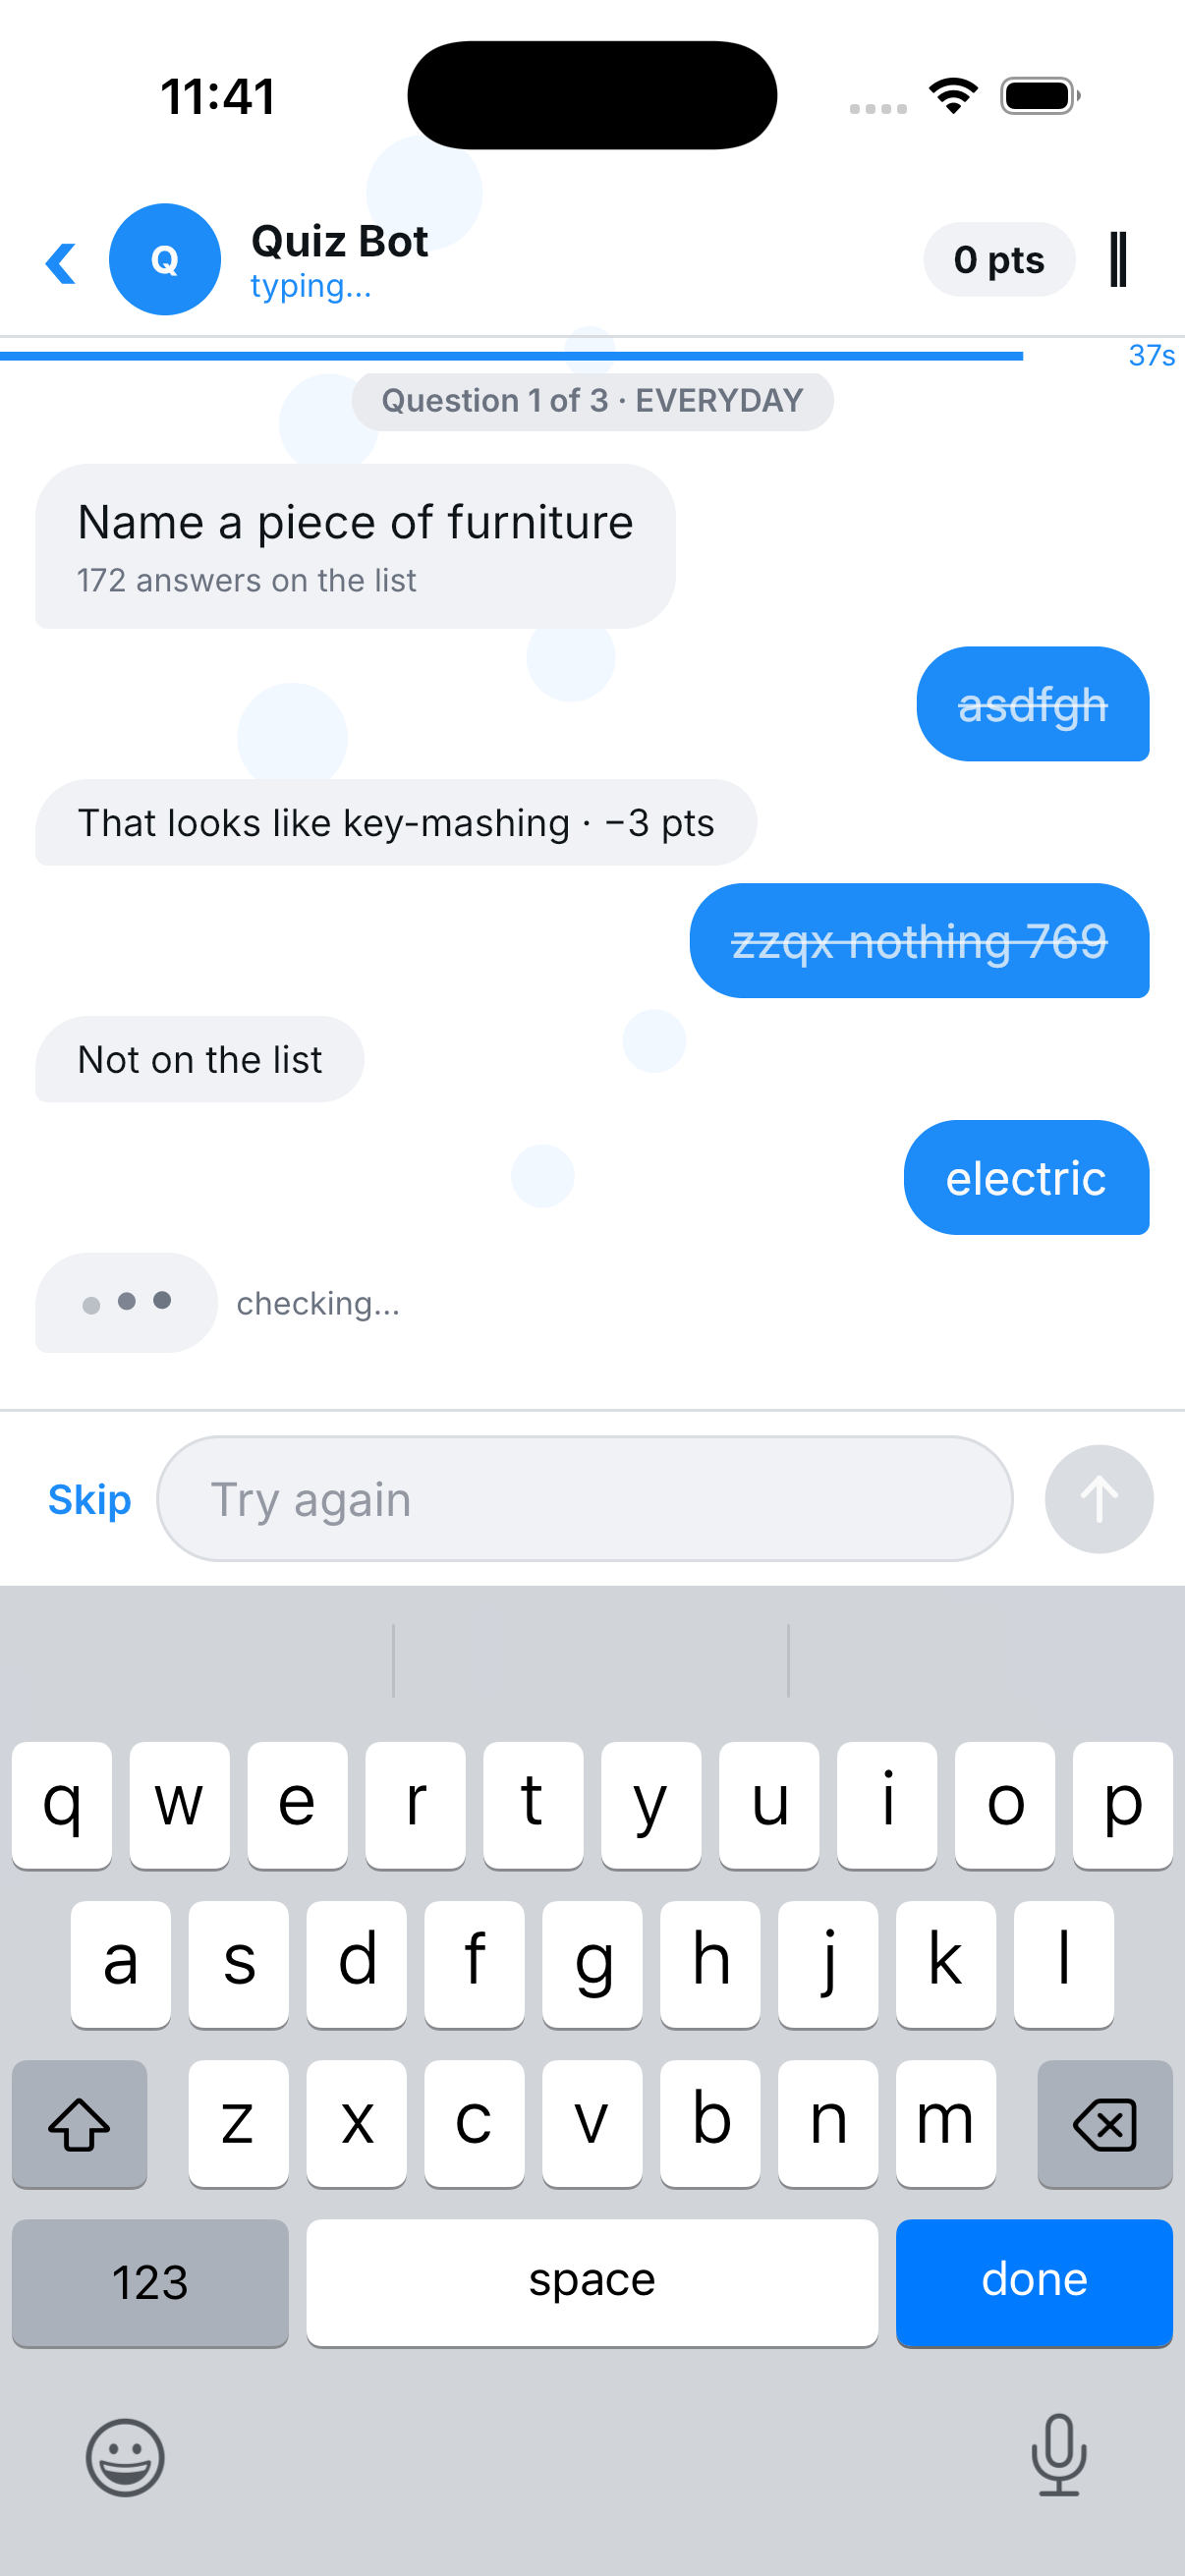 11:41
Q
Quiz Bot
typing...
0 pts
37s
Question 1 of 3 · EVERYDAY
Name a piece of furniture
172 answers on the list
asdfgh
That looks like key-mashing · −3 pts
zzqx nothing 769
Not on the list
electric
checking...
Skip
Try again
q w e r t y u i o p
a s d f g h j k l
z x c v b n m
123
space
done